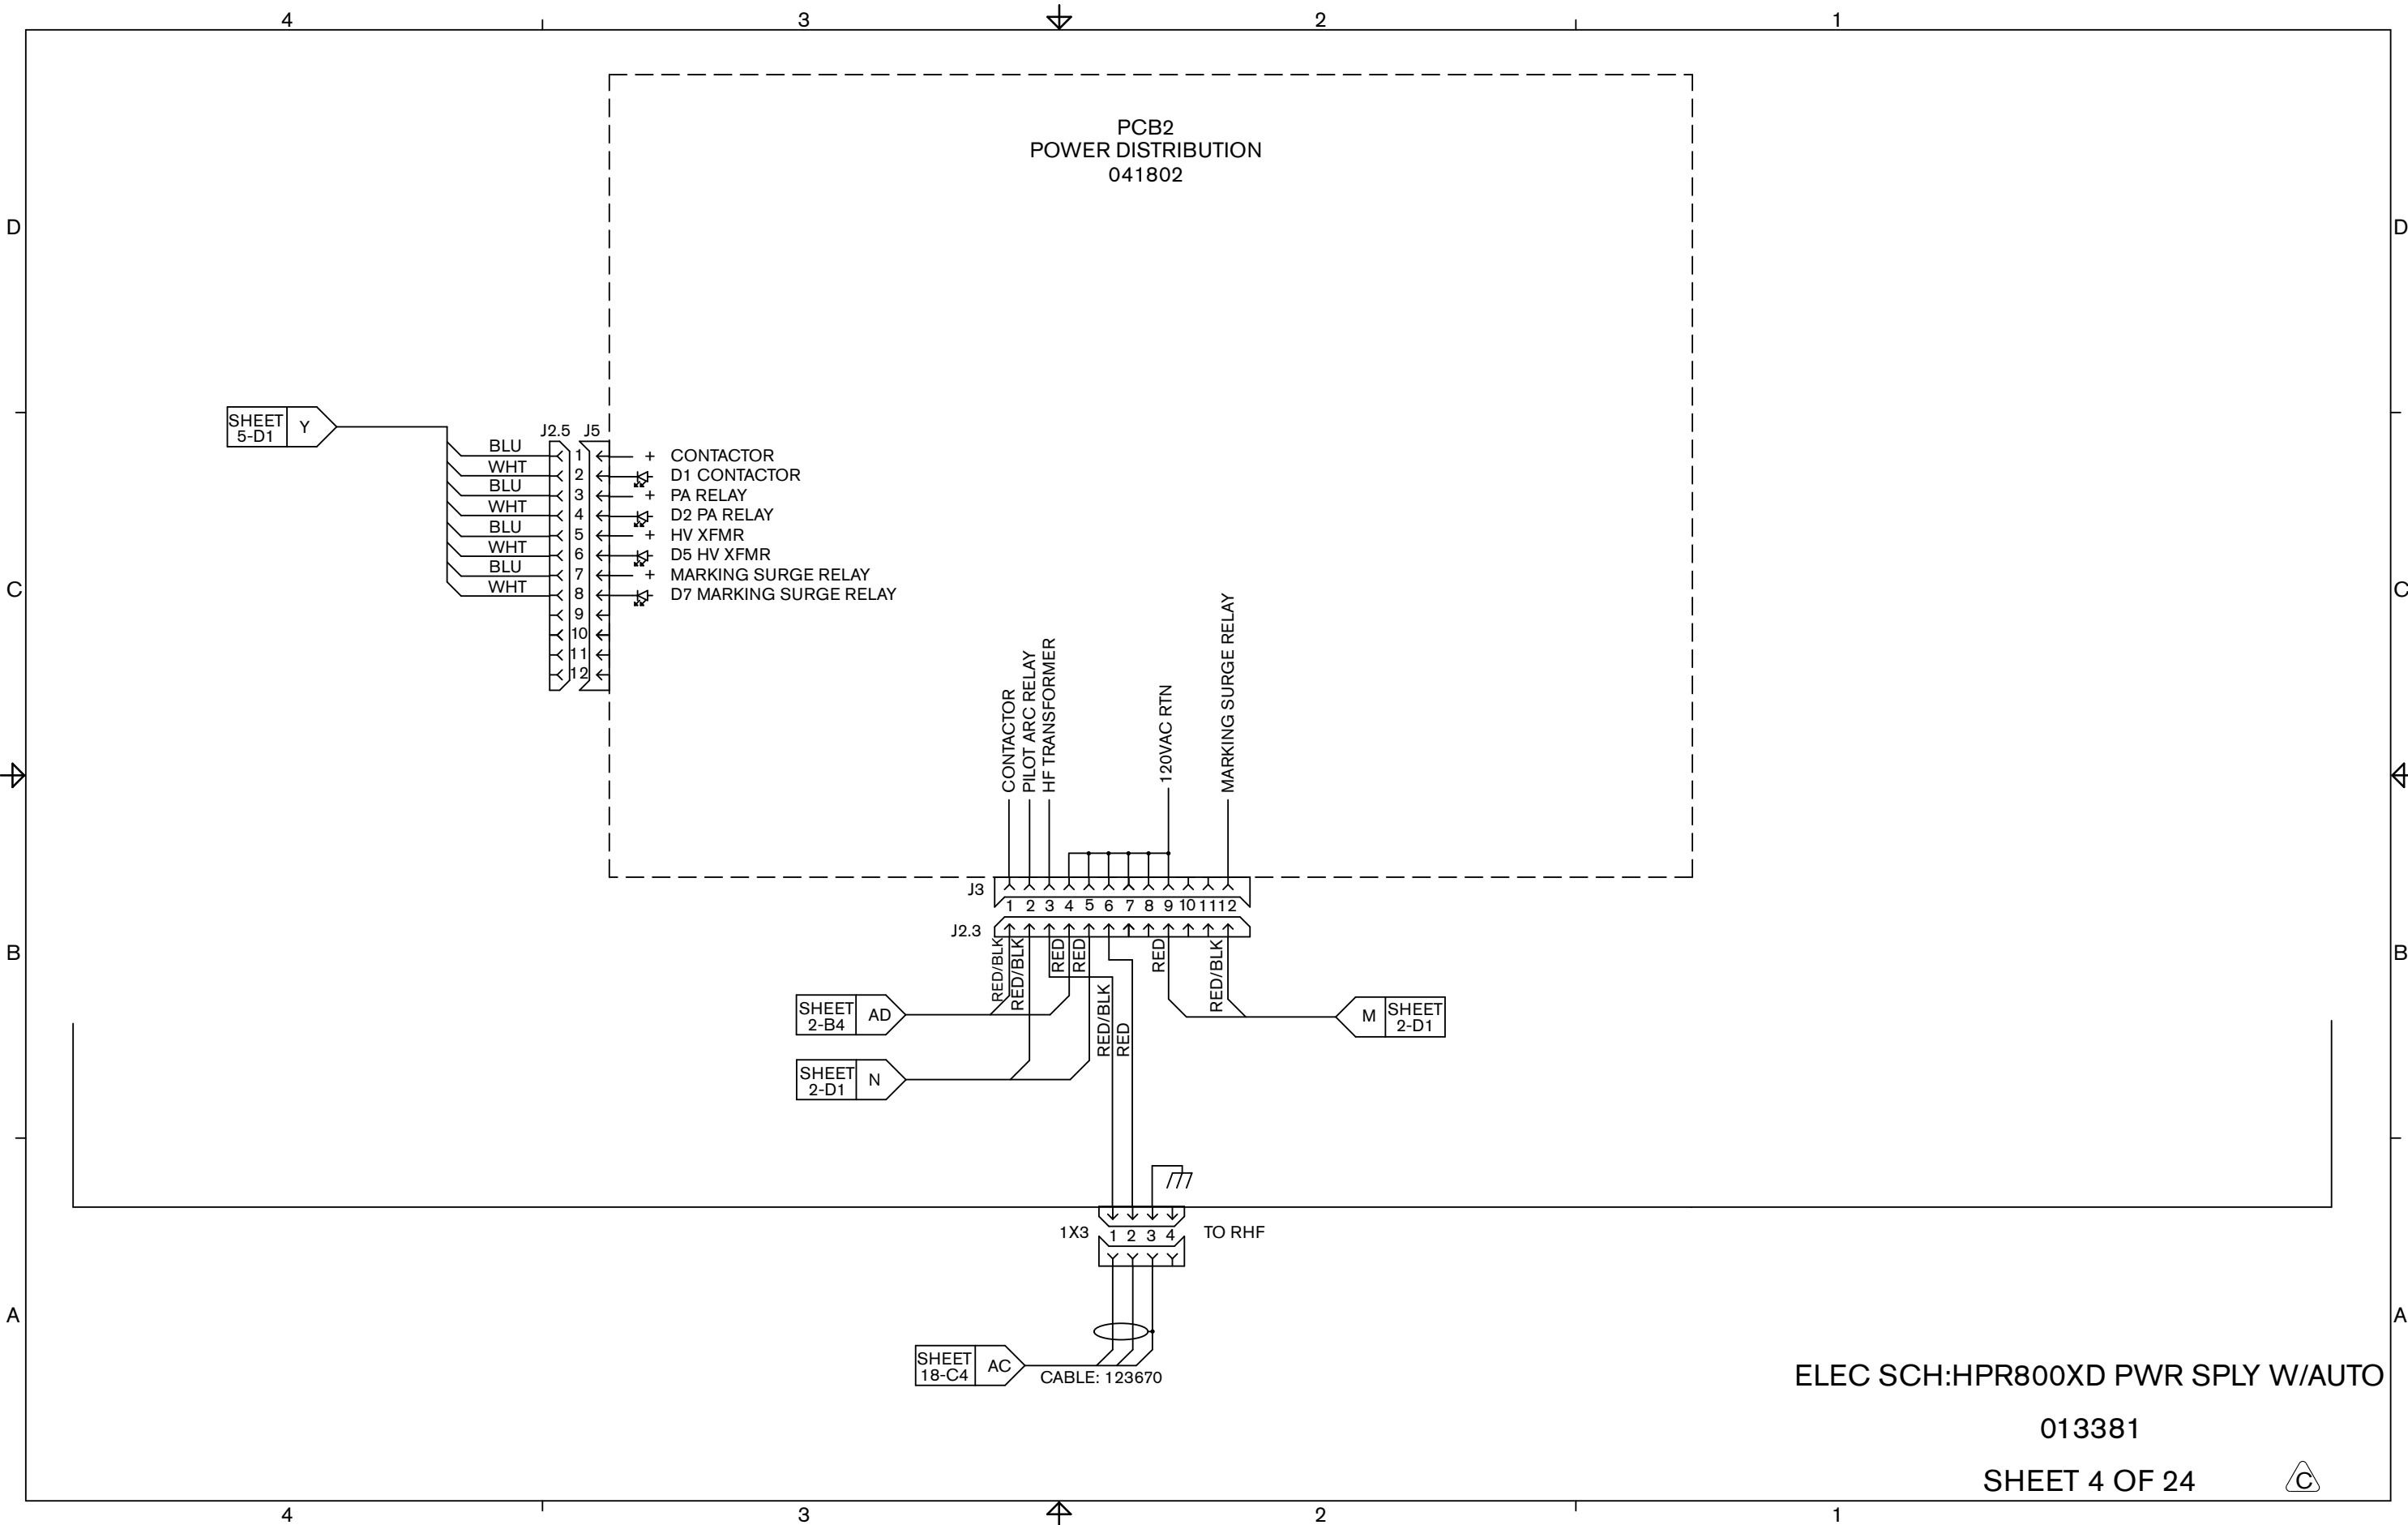 4 3 2 1
PCB2
POWER DISTRIBUTION
041802
D D
SHEET
5-D1
Y
J2.5 J5
BLU 1 + CONTACTOR
WHT 2 D1 CONTACTOR
BLU 3 + PA RELAY
WHT 4 D2 PA RELAY
BLU 5 + HV XFMR
WHT 6 D5 HV XFMR
BLU 7 + MARKING SURGE RELAY
WHT 8 D7 MARKING SURGE RELAY
9
10
11
12
C C
CONTACTOR
PILOT ARC RELAY
HF TRANSFORMER
120VAC RTN
MARKING SURGE RELAY
J3
1 2 3 4 5 6 7 8 9 10 11 12
J2.3
B B
RED/BLK
RED/BLK
RED
RED
RED
RED/BLK
RED/BLK
RED
SHEET
2-B4
AD
M
SHEET
2-D1
SHEET
2-D1
N
1X3 1 2 3 4 TO RHF
A A
SHEET
18-C4
AC
CABLE: 123670
ELEC SCH:HPR800XD PWR SPLY W/AUTO
013381
SHEET 4 OF 24
C
4 3 2 1